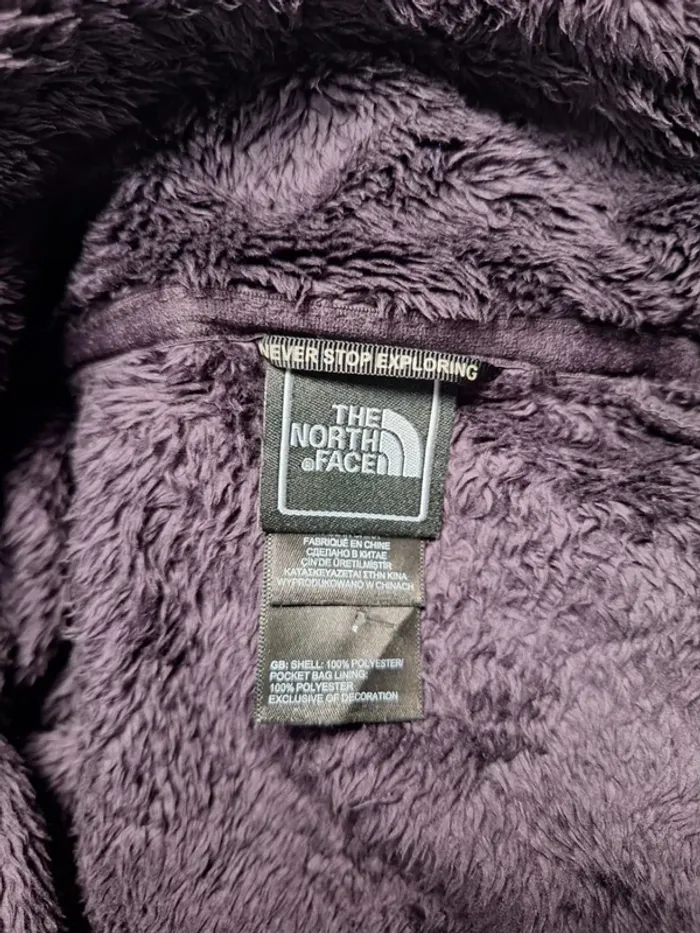 NEVER STOP EXPLORING
THE
NORTH
FACE
FABRIQUÉ EN CHINE
СДЕЛАНО В КИТАЕ
ÇİN'DE ÜRETİLMİŞTİR
ΚΑΤΑΣΚΕΥΑΖΕΤΑΙ ΣΤΗΝ ΚΙΝΑ
WYPRODUKOWANO W CHINACH
GB: SHELL: 100% POLYESTER/
POCKET BAG LINING:
100% POLYESTER
EXCLUSIVE OF DECORATION